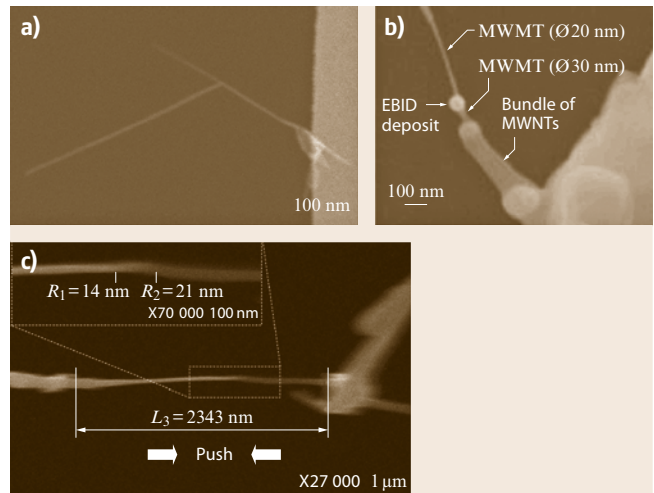 a)
100 nm
b)
MWMT (Ø20 nm)
MWMT (Ø30 nm)
EBID
deposit
Bundle of
MWNTs
100 nm
c)
R₁=14 nm R₂=21 nm
X70 000 100 nm
L₃=2343 nm
Push
X27 000 1 µm